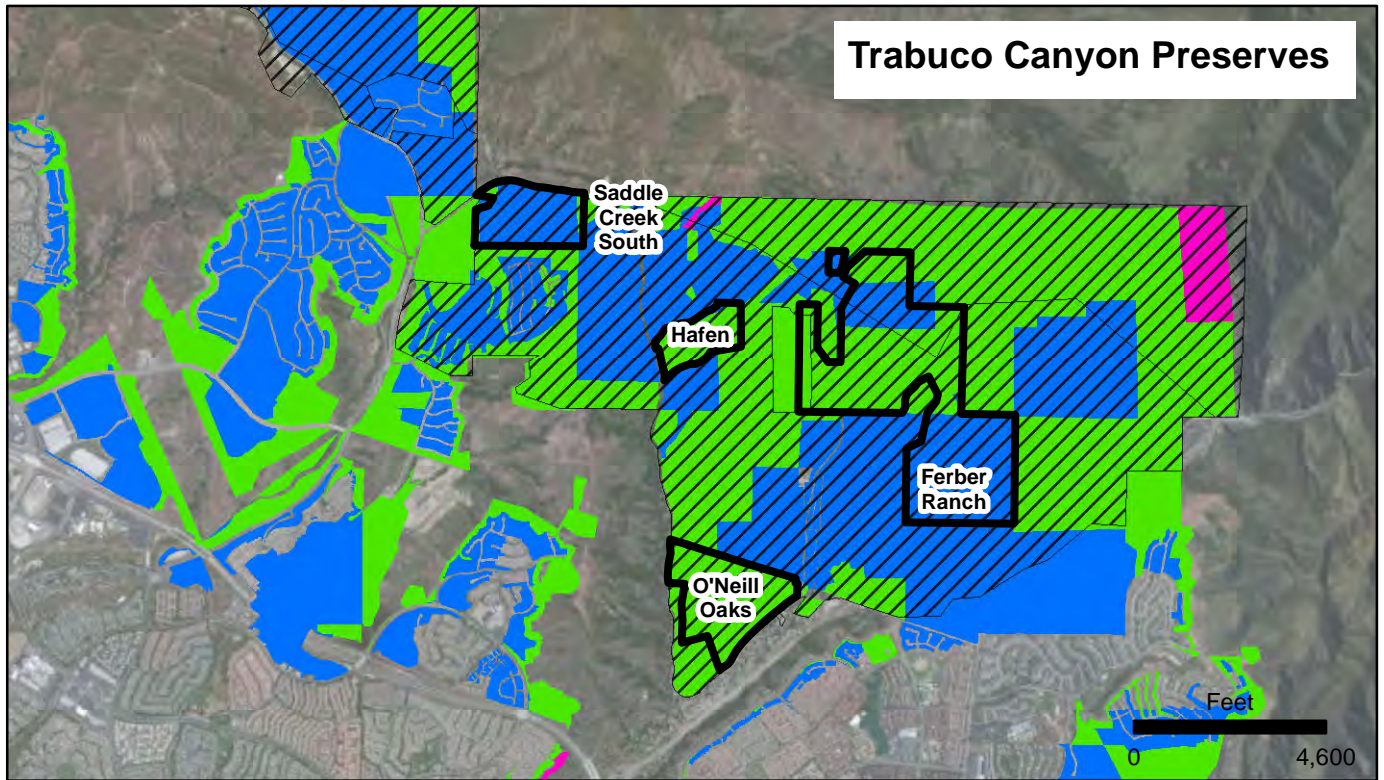 Trabuco Canyon Preserves
Saddle
Creek
South
Hafen
Ferber
Ranch
O'Neill
Oaks
Feet
0
4,600